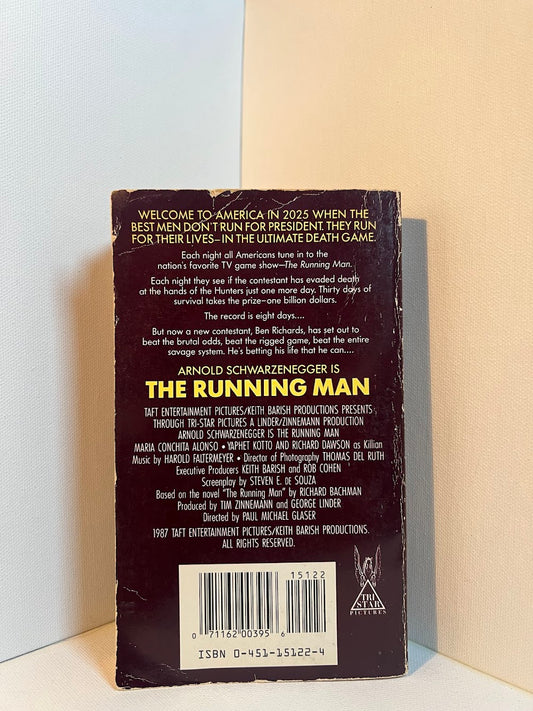 WELCOME TO AMERICA IN 2025 WHEN THE
BEST MEN DON'T RUN FOR PRESIDENT. THEY RUN
FOR THEIR LIVES—IN THE ULTIMATE DEATH GAME.
Each night all Americans tune in to the
nation's favorite TV game show—The Running Man.
Each night they see if the contestant has evaded death
at the hands of the Hunters just one more day. Thirty days of
survival takes the prize—one billion dollars.
The record is eight days....
But now a new contestant, Ben Richards, has set out to
beat the brutal odds, beat the rigged game, beat the entire
savage system. He's betting his life that he can....
ARNOLD SCHWARZENEGGER IS
THE RUNNING MAN
TAFT ENTERTAINMENT PICTURES/KEITH BARISH PRODUCTIONS PRESENTS
THROUGH TRI-STAR PICTURES A LINDER/ZINNEMANN PRODUCTION
ARNOLD SCHWARZENEGGER IS THE RUNNING MAN
MARIA CONCHITA ALONSO • YAPHET KOTTO AND RICHARD DAWSON as Killian
Music by HAROLD FALTERMEYER • Director of Photography THOMAS DEL RUTH
Executive Producers KEITH BARISH and ROB COHEN
Screenplay by STEVEN E. DE SOUZA
Based on the novel "The Running Man" by RICHARD BACHMAN
Produced by TIM ZINNEMANN and GEORGE LINDER
Directed by PAUL MICHAEL GLASER
1987 TAFT ENTERTAINMENT PICTURES/KEITH BARISH PRODUCTIONS.
ALL RIGHTS RESERVED.
15122
0 71162 00395 6
ISBN 0-451-15122-4
TRI
STAR
PICTURES